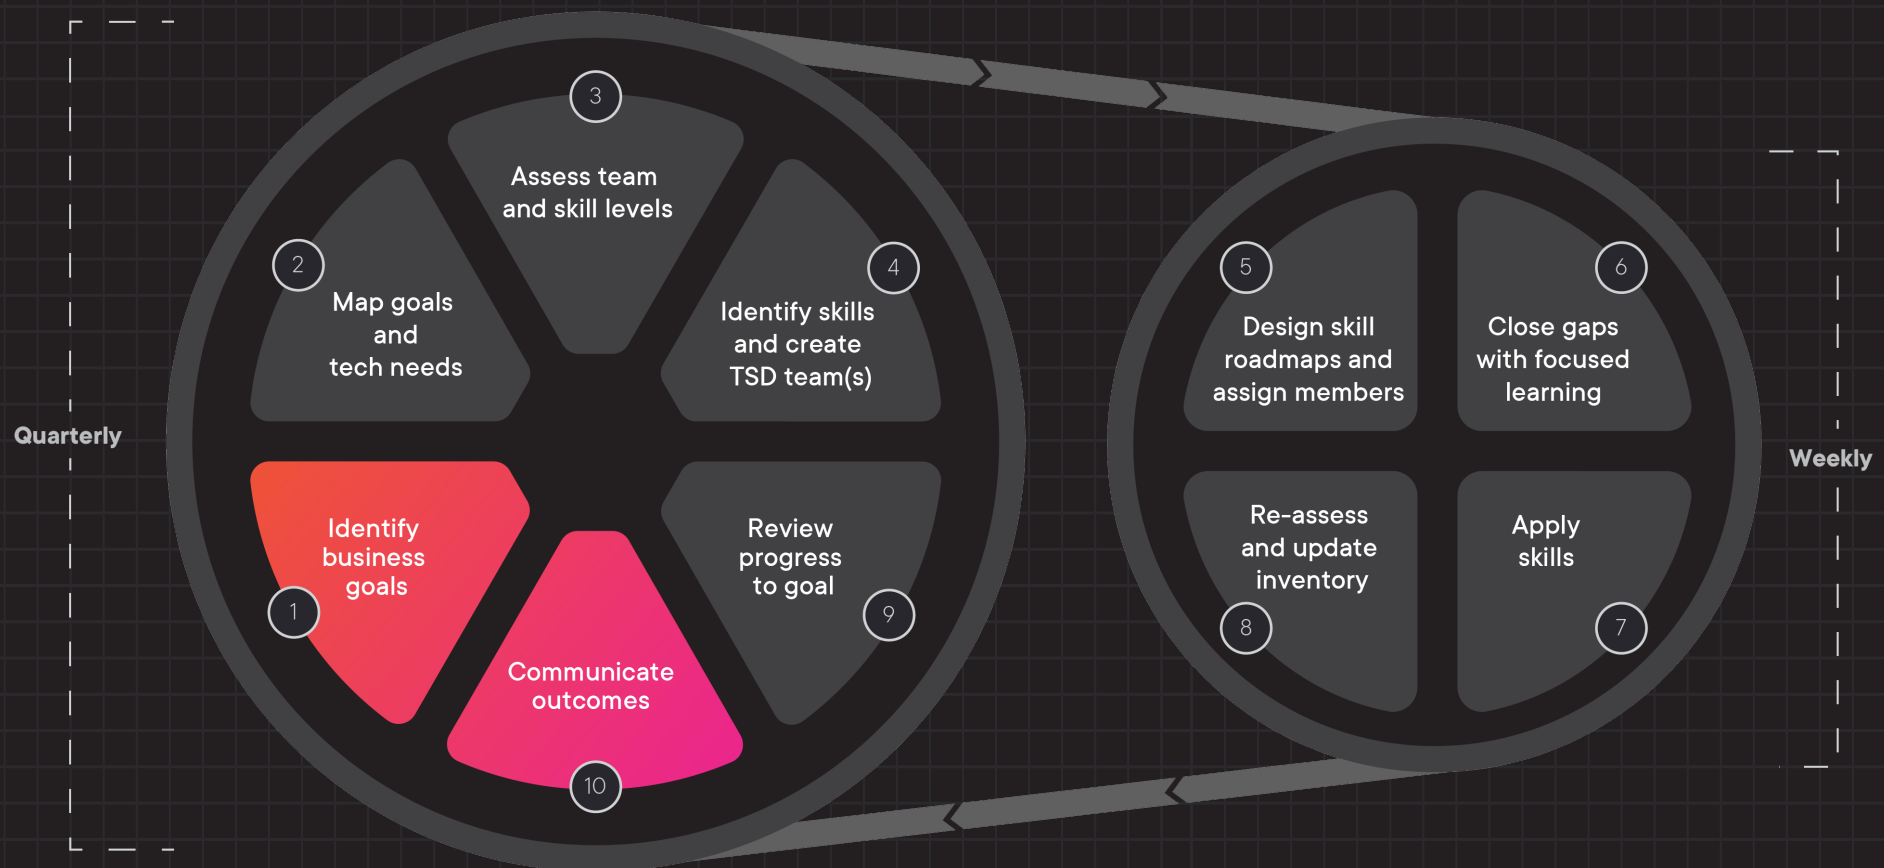 Quarterly
1
Identify
business
goals
2
Map goals
and
tech needs
3
Assess team
and skill levels
4
Identify skills
and create
TSD team(s)
5
Design skill
roadmaps and
assign members
6
Close gaps
with focused
learning
7
Apply
skills
8
Re-assess
and update
inventory
9
Review
progress
to goal
10
Communicate
outcomes
Weekly